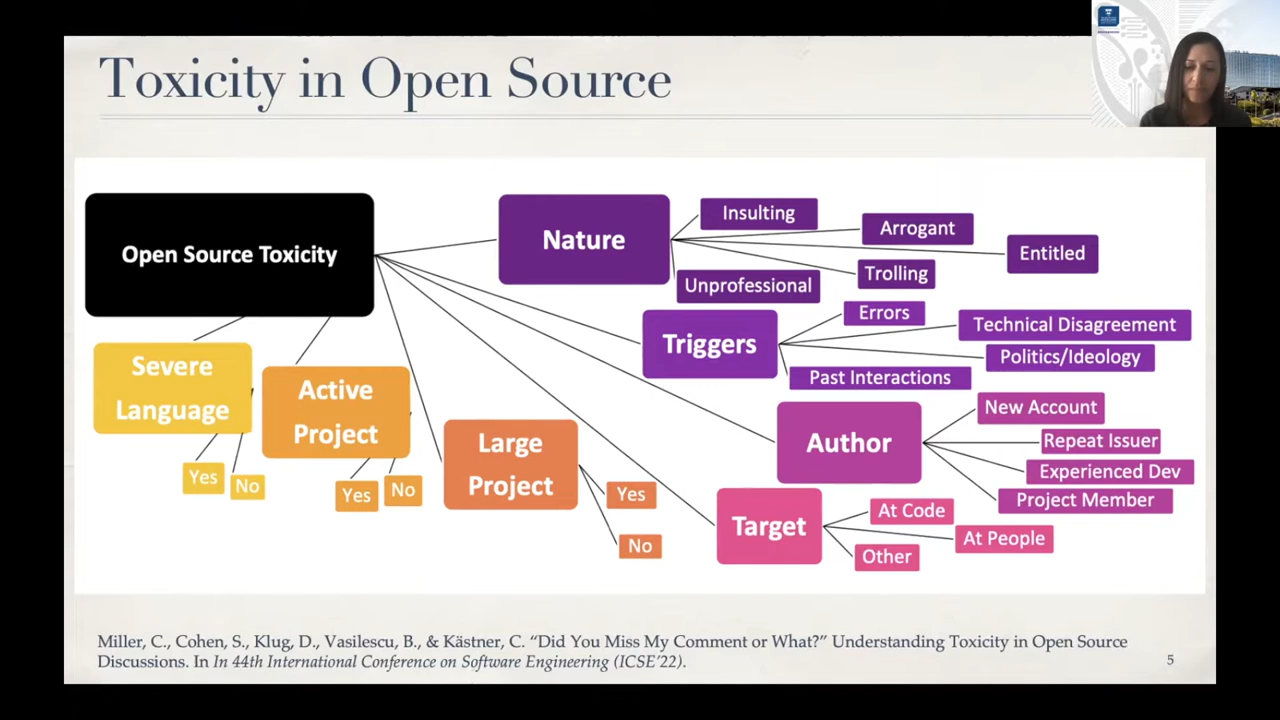 Toxicity in Open Source
Open Source Toxicity
Nature
Insulting
Arrogant
Entitled
Trolling
Unprofessional
Triggers
Errors
Technical Disagreement
Politics/Ideology
Past Interactions
Author
New Account
Repeat Issuer
Experienced Dev
Project Member
Target
At Code
At People
Other
Large
Project
Yes
No
Active
Project
Yes
No
Severe
Language
Yes
No
Miller, C., Cohen, S., Klug, D., Vasilescu, B., & Kästner, C. “Did You Miss My Comment or What?” Understanding Toxicity in Open Source
Discussions. In In 44th International Conference on Software Engineering (ICSE’22).
5